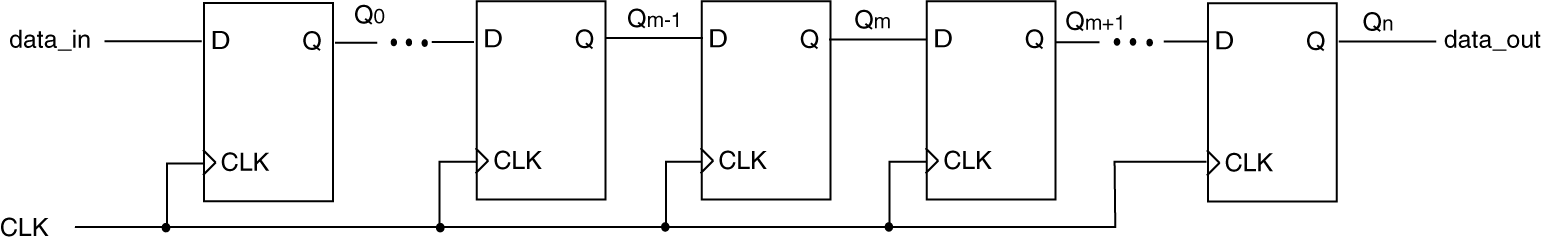 Q0 Qm-1 Qm Qm+1 Qn
data_in D Q D Q D Q D Q D Q data_out
CLK CLK CLK CLK CLK
CLK